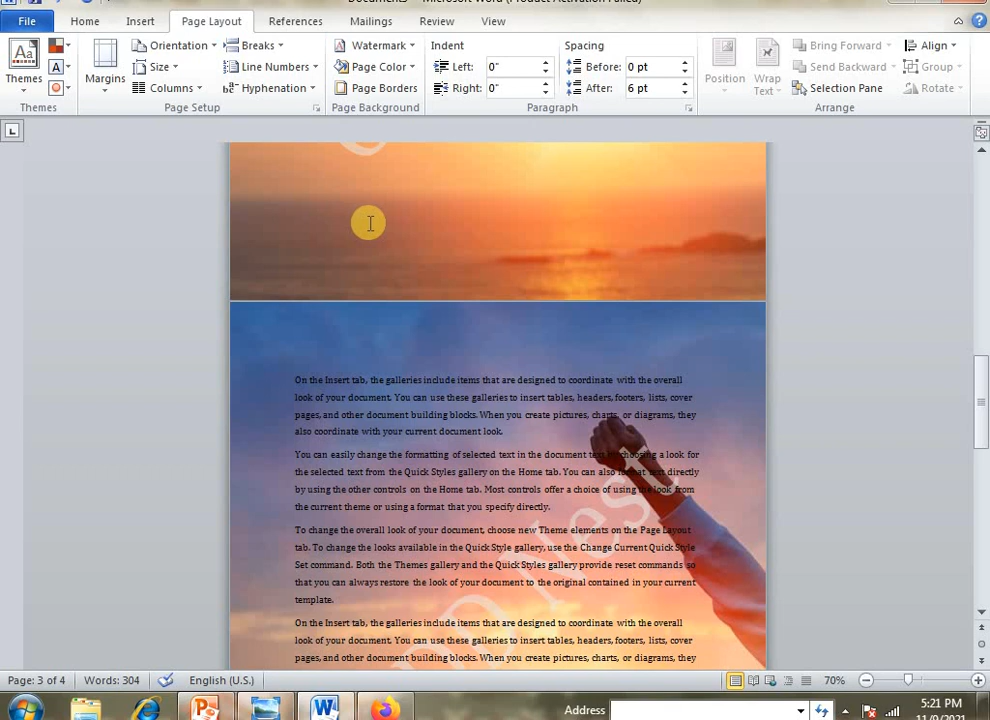 File Home Insert Page Layout References Mailings Review View
Themes
Margins
Orientation
Size
Columns
Breaks
Line Numbers
Hyphenation
Watermark
Page Color
Page Borders
Indent
Left: 0"
Right: 0"
Spacing
Before: 0 pt
After: 6 pt
Position
Wrap
Text
Bring Forward
Send Backward
Selection Pane
Align
Group
Rotate
Themes Page Setup Page Background Paragraph Arrange
On the Insert tab, the galleries include items that are designed to coordinate with the overall
look of your document. You can use these galleries to insert tables, headers, footers, lists, cover
pages, and other document building blocks. When you create pictures, charts, or diagrams, they
also coordinate with your current document look.
You can easily change the formatting of selected text in the document text by choosing a look for
the selected text from the Quick Styles gallery on the Home tab. You can also format text directly
by using the other controls on the Home tab. Most controls offer a choice of using the look from
the current theme or using a format that you specify directly.
To change the overall look of your document, choose new Theme elements on the Page Layout
tab. To change the looks available in the Quick Style gallery, use the Change Current Quick Style
Set command. Both the Themes gallery and the Quick Styles gallery provide reset commands so
that you can always restore the look of your document to the original contained in your current
template.
On the Insert tab, the galleries include items that are designed to coordinate with the overall
look of your document. You can use these galleries to insert tables, headers, footers, lists, cover
pages, and other document building blocks. When you create pictures, charts, or diagrams, they
Page: 3 of 4 Words: 304 English (U.S.) 70%
Address
5:21 PM